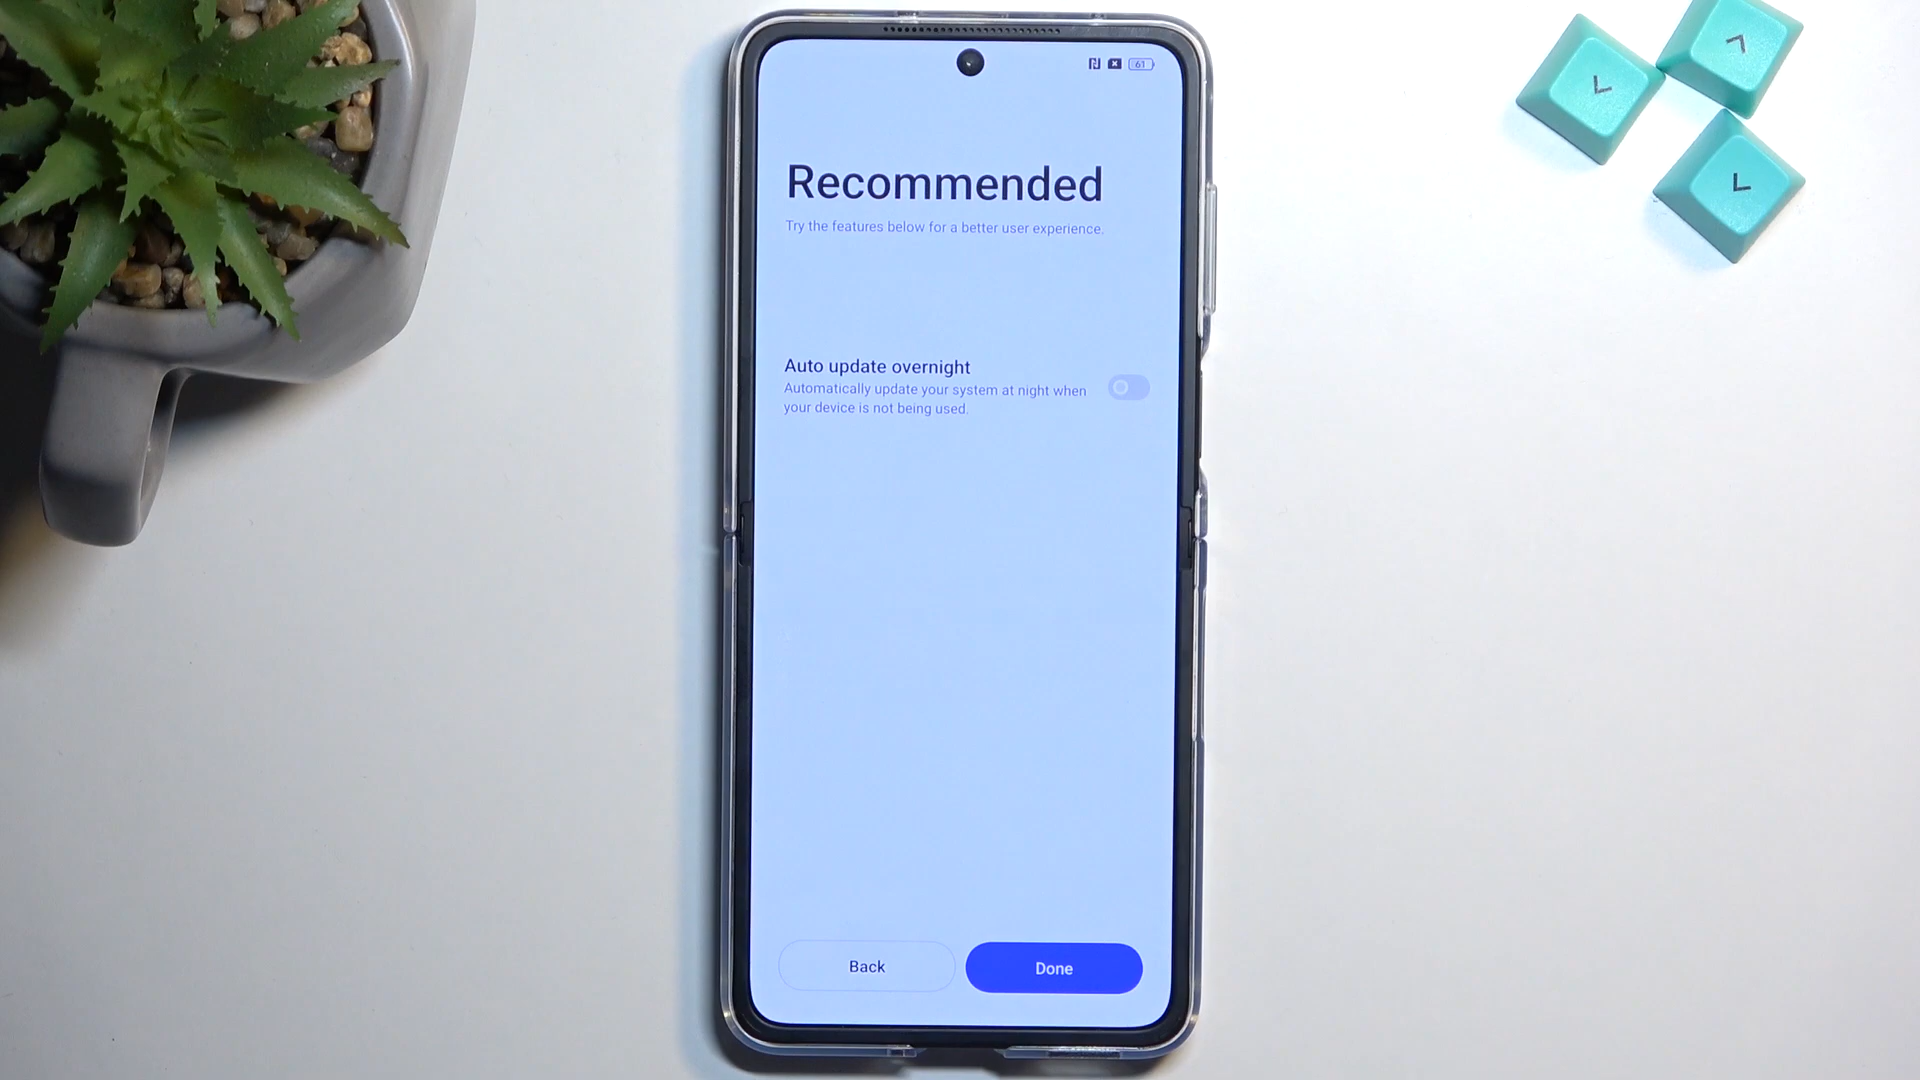 61
Recommended
Try the features below for a better user experience.
Auto update overnight
Automatically update your system at night when
your device is not being used.
Back
Done